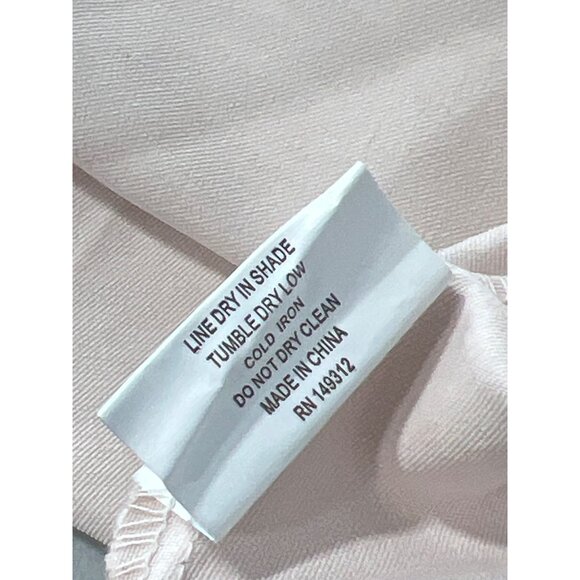 LINE DRY IN SHADE
TUMBLE DRY LOW
COLD IRON
DO NOT DRY CLEAN
MADE IN CHINA
RN 149312